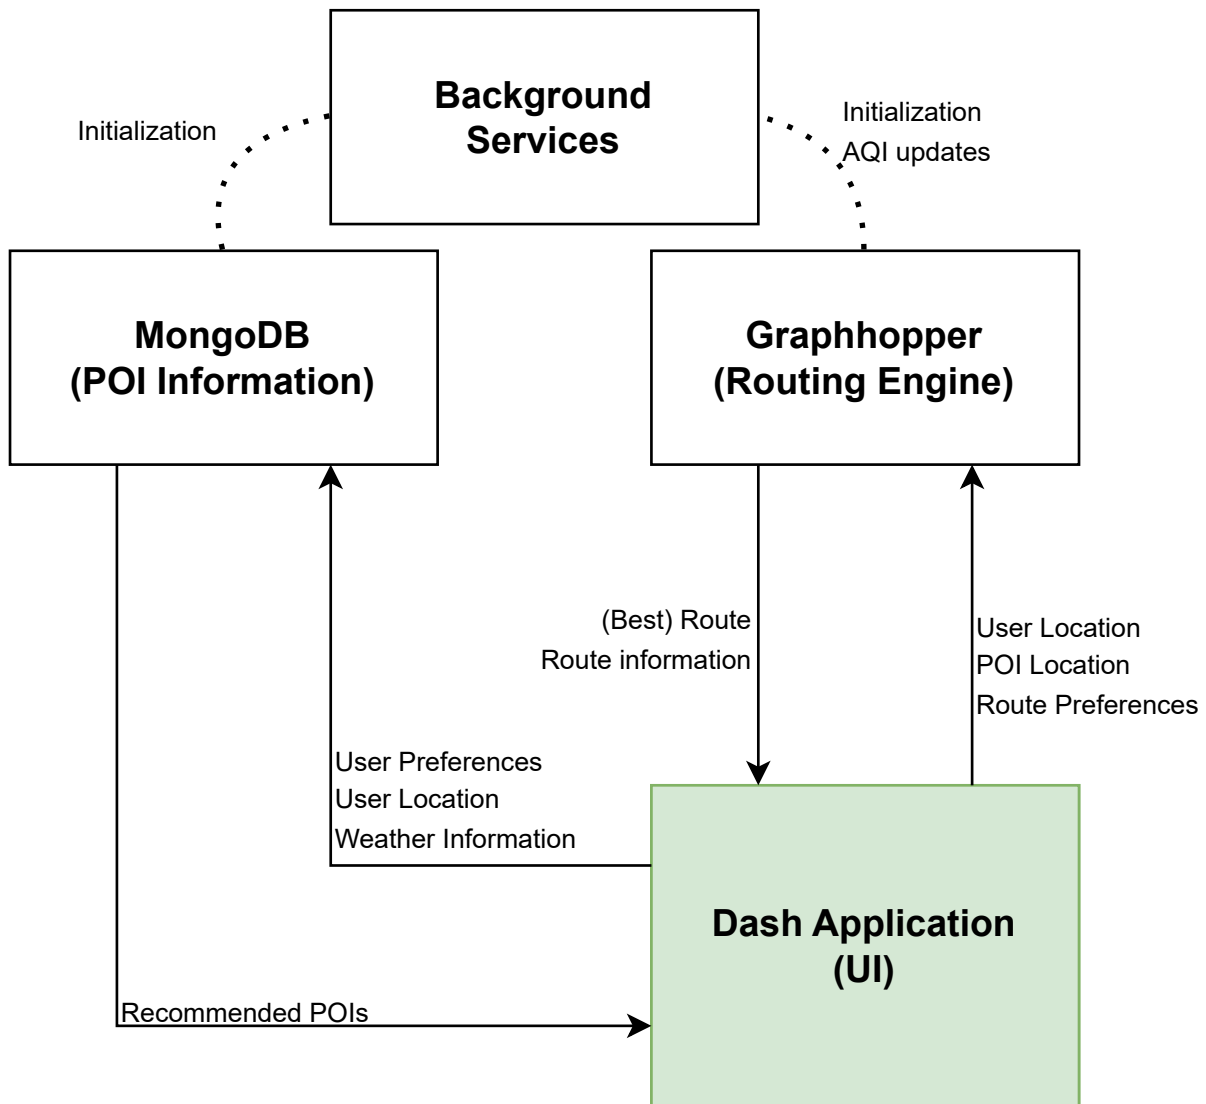 Background
Services
Initialization
Initialization
AQI updates
MongoDB
(POI Information)
Graphhopper
(Routing Engine)
(Best) Route
Route information
User Location
POI Location
Route Preferences
User Preferences
User Location
Weather Information
Dash Application
(UI)
Recommended POIs